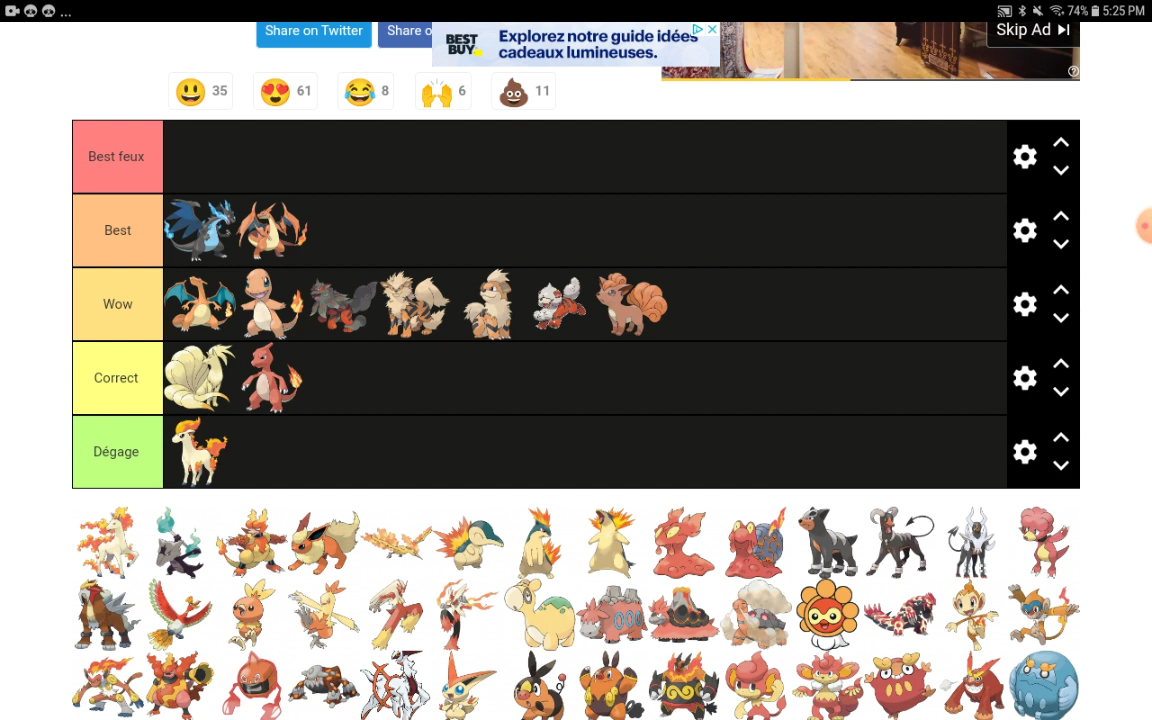 ...
74%
5:25 PM
Share on Twitter
Share o
BEST
BUY
Explorez notre guide idées
cadeaux lumineuses.
Skip Ad
35
61
8
6
11
Best feux
Best
Wow
Correct
Dégage